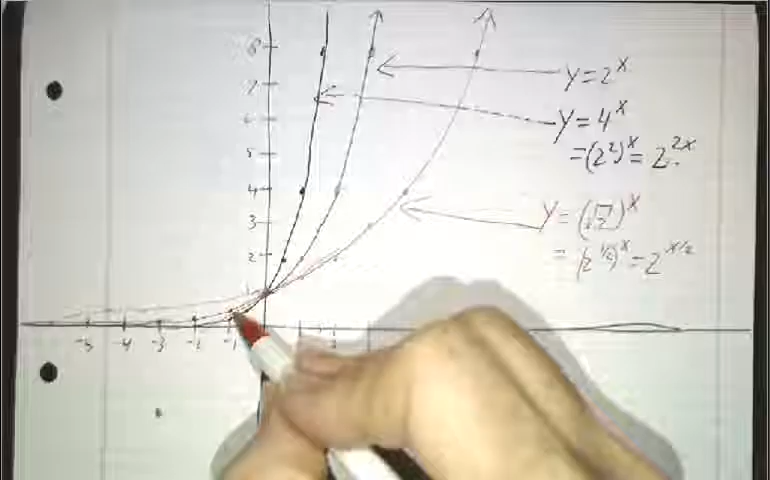 8
7
6
5
4
3
2
1
-5 -4 -3 -2 -1
y=2^x
y=4^x
=(2^2)^x=2^{2x}
y=(√2)^x
=(2^{1/2})^x=2^{x/2}